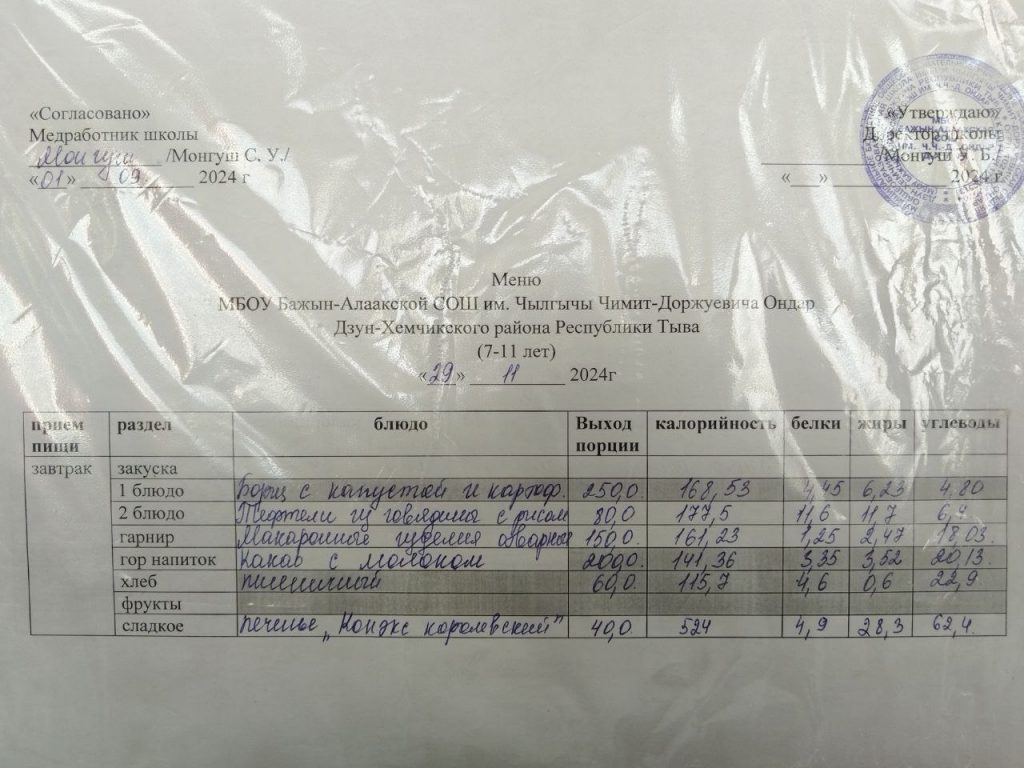 «Согласовано»
Медработник школы
Монгуш /Монгуш С. У./
«01» 09 2024 г
«Утверждаю»
Директор школы
Монгуш У. Б.
«___» 2024 г
Меню
МБОУ Бажын-Алаакской СОШ им. Чылгычы Чимит-Доржуевича Ондар
Дзун-Хемчикского района Республики Тыва
(7-11 лет)
«29» 11 2024г
прием пищи раздел блюдо Выход порции калорийность белки жиры углеводы
завтрак закуска
1 блюдо Борщ с капустой и картоф. 250,0. 168,53 4,45 6,23 4,80
2 блюдо Тефтели из говядины с рисом 80,0 177,5 11,6 11,7 6,4
гарнир Макаронные изделия отварные 150,0. 161,23 1,25 2,47 18,03.
гор напиток Какао с молоком 200,0. 141,36 3,35 3,52 20,13.
хлеб пшеничный 60,0. 115,7 4,6 0,6 22,9
фрукты
сладкое печенье „Коэкс королевский" 40,0. 524 4,9 28,3 62,4.